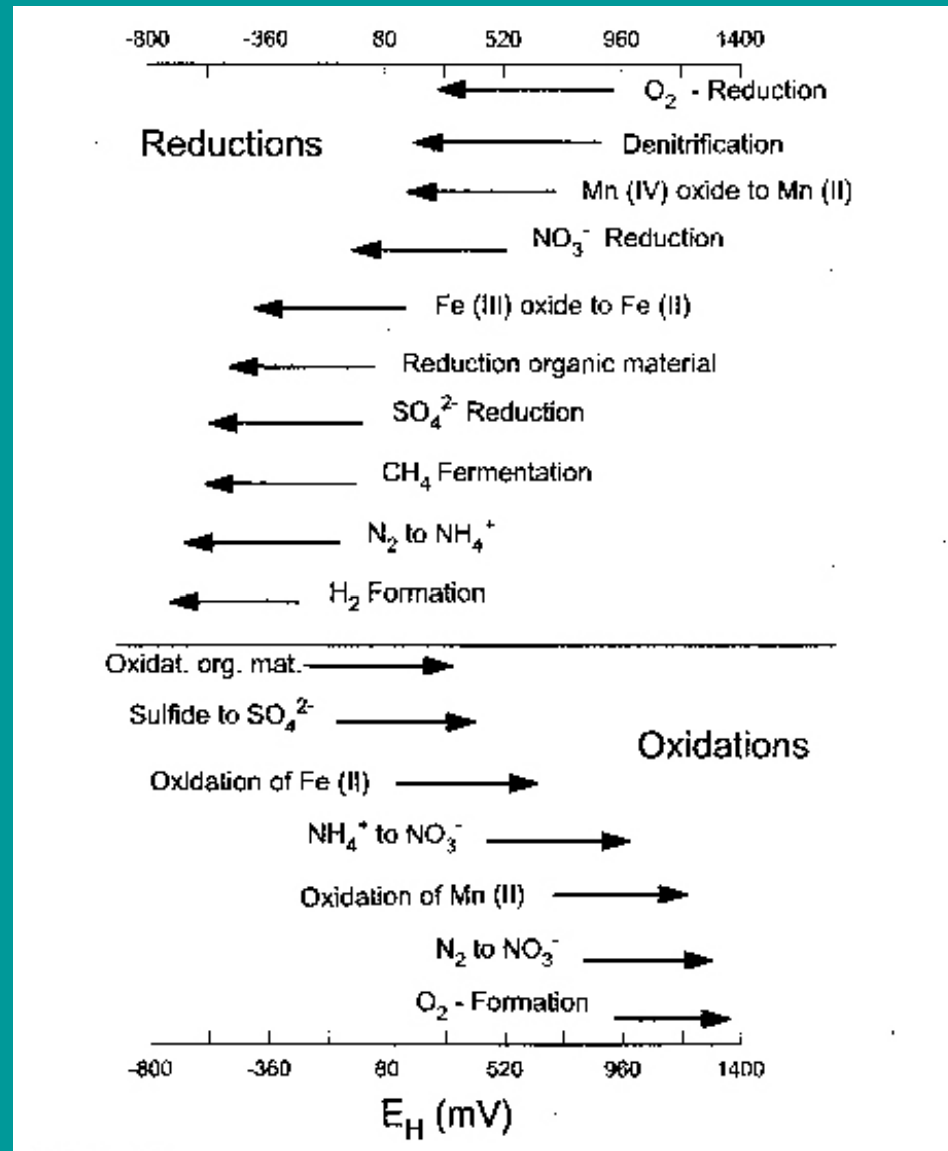 -800 -360 80 520 960 1400
O₂ - Reduction
Reductions
Denitrification
Mn (IV) oxide to Mn (II)
NO₃⁻ Reduction
Fe (III) oxide to Fe (II)
Reduction organic material
SO₄²⁻ Reduction
CH₄ Fermentation
N₂ to NH₄⁺
H₂ Formation
Oxidat. org. mat.
Sulfide to SO₄²⁻
Oxidations
Oxidation of Fe (II)
NH₄⁺ to NO₃⁻
Oxidation of Mn (II)
N₂ to NO₃⁻
O₂ - Formation
-800 -360 80 520 960 1400
E_H (mV)